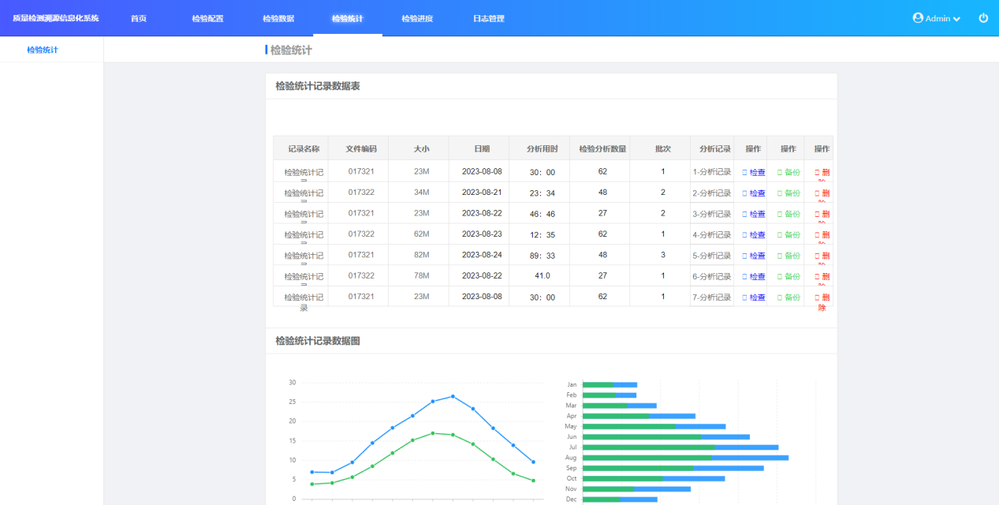 质量检测溯源信息化系统 首页 检验配置 检验数据 检验统计 检验进度 日志管理 Admin
检验统计 检验统计
检验统计记录数据表
记录名称 文件编码 大小 日期 分析用时 检验分析数量 批次 分析记录 操作 操作 操作
检验统计记录 017321 23M 2023-08-08 30：00 62 1 1-分析记录 检查 备份 删除
检验统计记录 017322 34M 2023-08-21 23：34 48 2 2-分析记录 检查 备份 删除
检验统计记录 017321 23M 2023-08-22 46：46 27 2 3-分析记录 检查 备份 删除
检验统计记录 017322 62M 2023-08-23 12：35 62 1 4-分析记录 检查 备份 删除
检验统计记录 017321 82M 2023-08-24 89：33 48 3 5-分析记录 检查 备份 删除
检验统计记录 017322 78M 2023-08-22 41.0 27 1 6-分析记录 检查 备份 删除
检验统计记录 017321 23M 2023-08-08 30：00 62 1 7-分析记录 检查 备份 删除
检验统计记录数据图
30
25
20
15
10
5
0
Jan
Feb
Mar
Apr
May
Jun
Jul
Aug
Sep
Oct
Nov
Dec